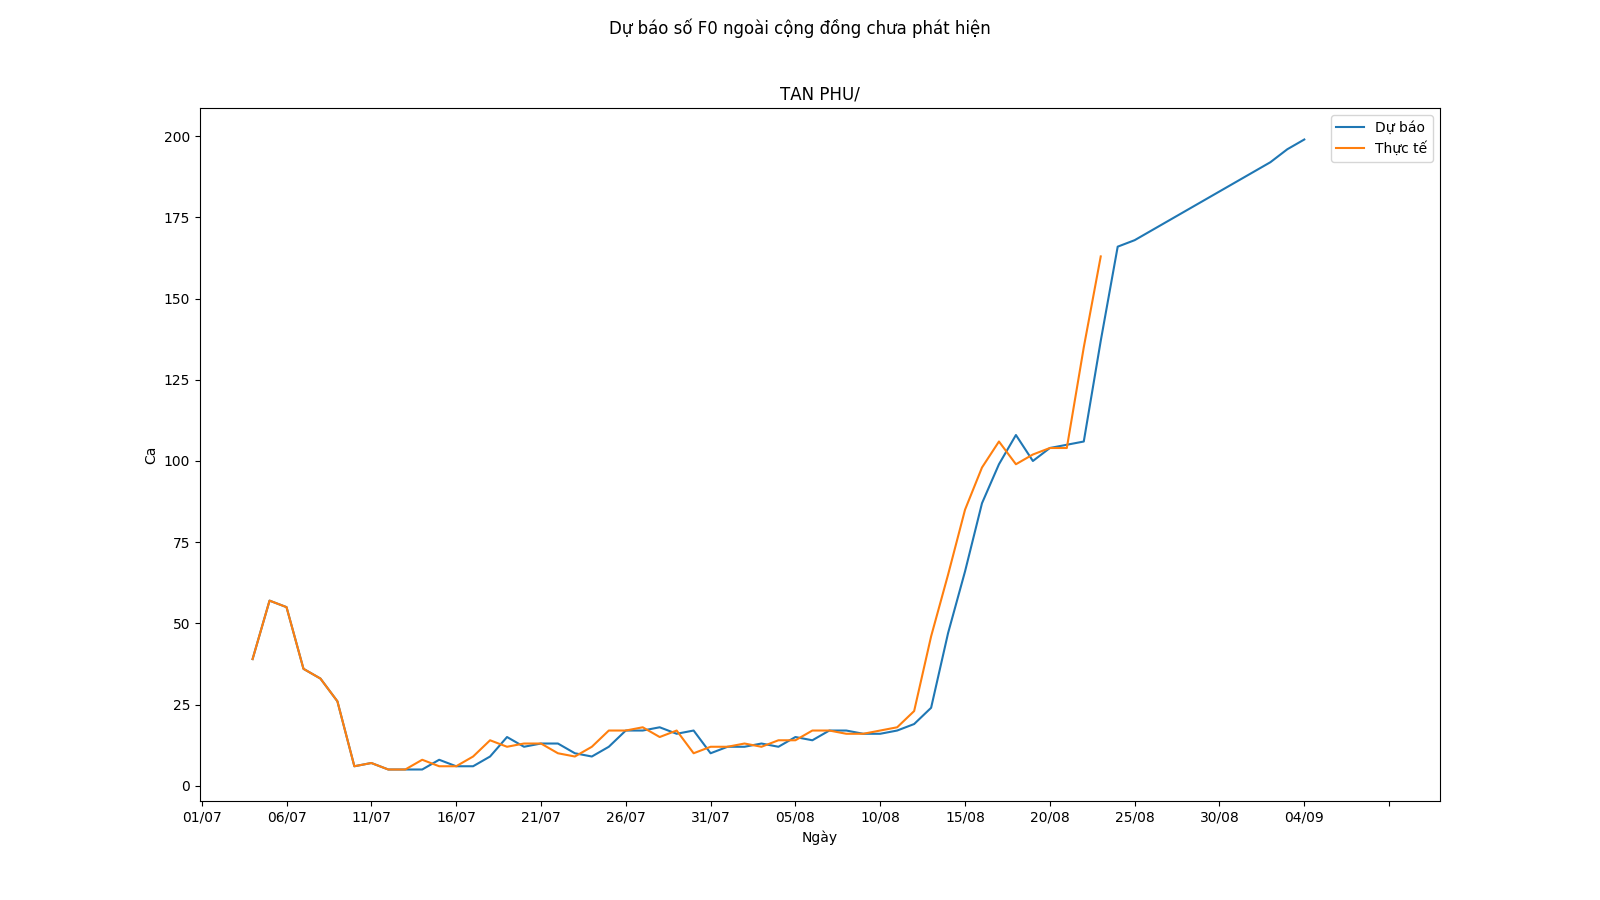 Dự báo số F0 ngoài cộng đồng chưa phát hiện
TAN PHU/
Dự báo
Thực tế
200
175
150
125
100
75
50
25
0
Ca
01/07 06/07 11/07 16/07 21/07 26/07 31/07 05/08 10/08 15/08 20/08 25/08 30/08 04/09
Ngày